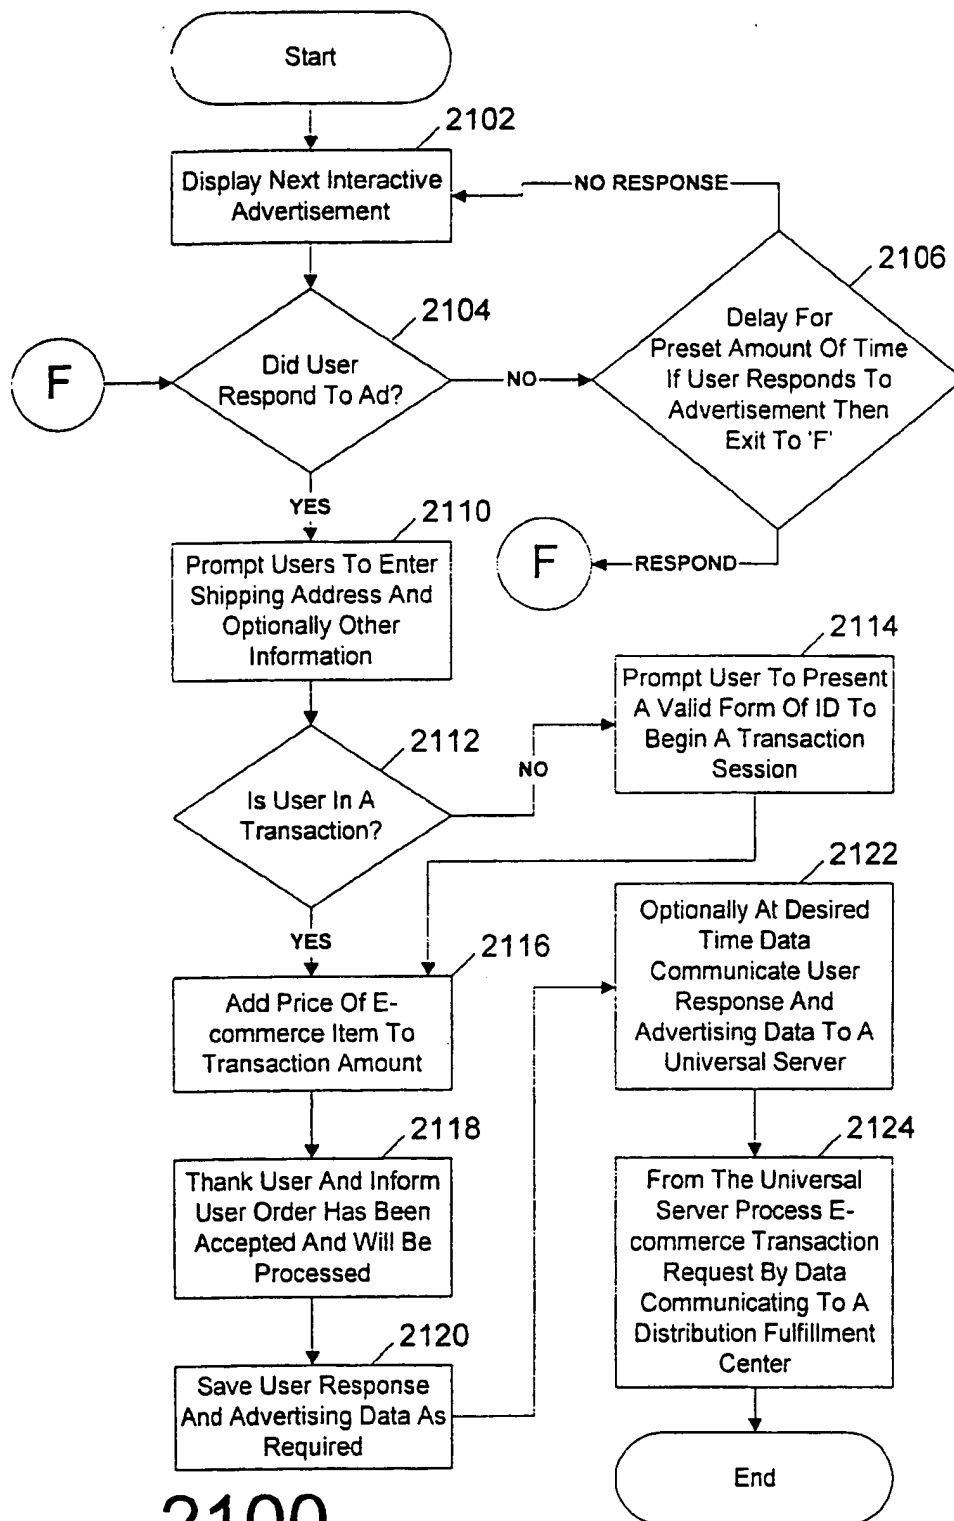 Start
2102
Display Next Interactive
Advertisement
NO RESPONSE
2106
Delay For
Preset Amount Of Time
If User Responds To
Advertisement Then
Exit To 'F'
2104
Did User
Respond To Ad?
F
NO
YES
RESPOND
F
2110
Prompt Users To Enter
Shipping Address And
Optionally Other
Information
2114
Prompt User To Present
A Valid Form Of ID To
Begin A Transaction
Session
2112
Is User In A
Transaction?
NO
YES
2122
Optionally At Desired
Time Data
Communicate User
Response And
Advertising Data To A
Universal Server
2116
Add Price Of E-
commerce Item To
Transaction Amount
2118
Thank User And Inform
User Order Has Been
Accepted And Will Be
Processed
2124
From The Universal
Server Process E-
commerce Transaction
Request By Data
Communicating To A
Distribution Fulfillment
Center
2120
Save User Response
And Advertising Data As
Required
End
2100